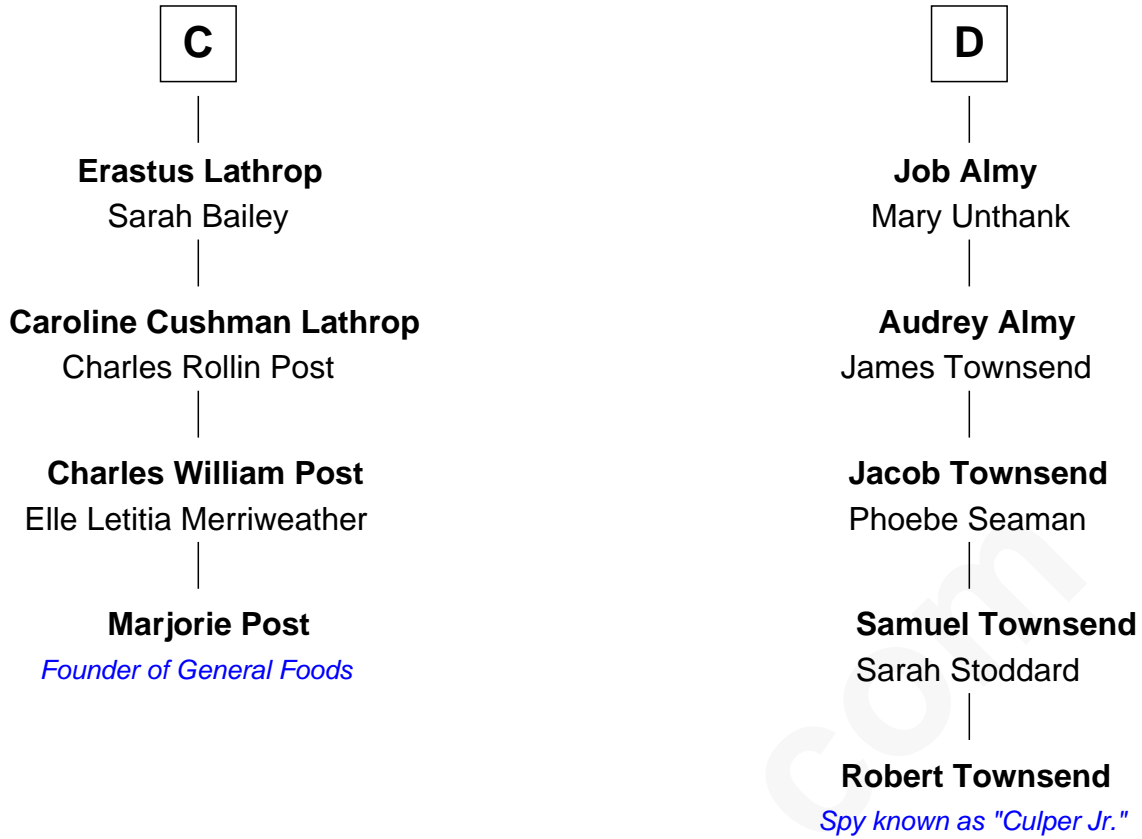 C
Erastus Lathrop
Sarah Bailey
Caroline Cushman Lathrop
Charles Rollin Post
Charles William Post
Elle Letitia Merriweather
Marjorie Post
Founder of General Foods
D
Job Almy
Mary Unthank
Audrey Almy
James Townsend
Jacob Townsend
Phoebe Seaman
Samuel Townsend
Sarah Stoddard
Robert Townsend
Spy known as "Culper Jr."
com